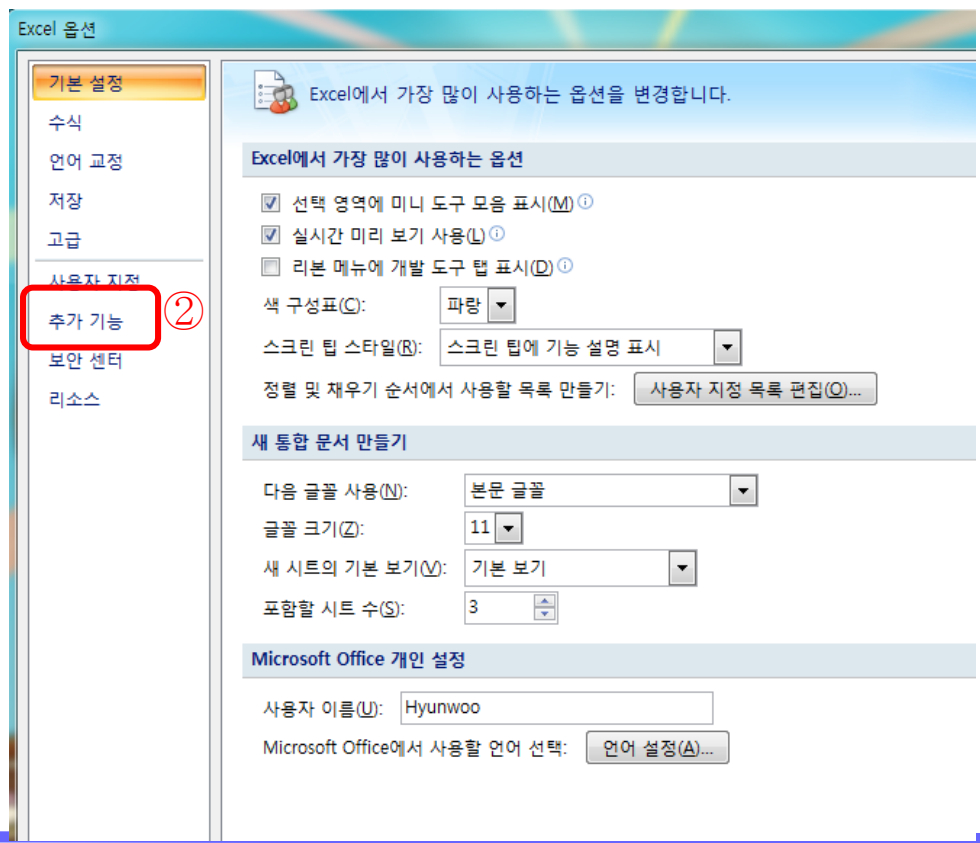 Excel 옵션
기본 설정
수식
언어 교정
저장
고급
사용자 지정
추가 기능
②
보안 센터
리소스
Excel에서 가장 많이 사용하는 옵션을 변경합니다.
Excel에서 가장 많이 사용하는 옵션
선택 영역에 미니 도구 모음 표시(M)
실시간 미리 보기 사용(L)
리본 메뉴에 개발 도구 탭 표시(D)
색 구성표(C): 파랑
스크린 팁 스타일(R): 스크린 팁에 기능 설명 표시
정렬 및 채우기 순서에서 사용할 목록 만들기: 사용자 지정 목록 편집(O)...
새 통합 문서 만들기
다음 글꼴 사용(N): 본문 글꼴
글꼴 크기(Z): 11
새 시트의 기본 보기(V): 기본 보기
포함할 시트 수(S): 3
Microsoft Office 개인 설정
사용자 이름(U): Hyunwoo
Microsoft Office에서 사용할 언어 선택: 언어 설정(A)...